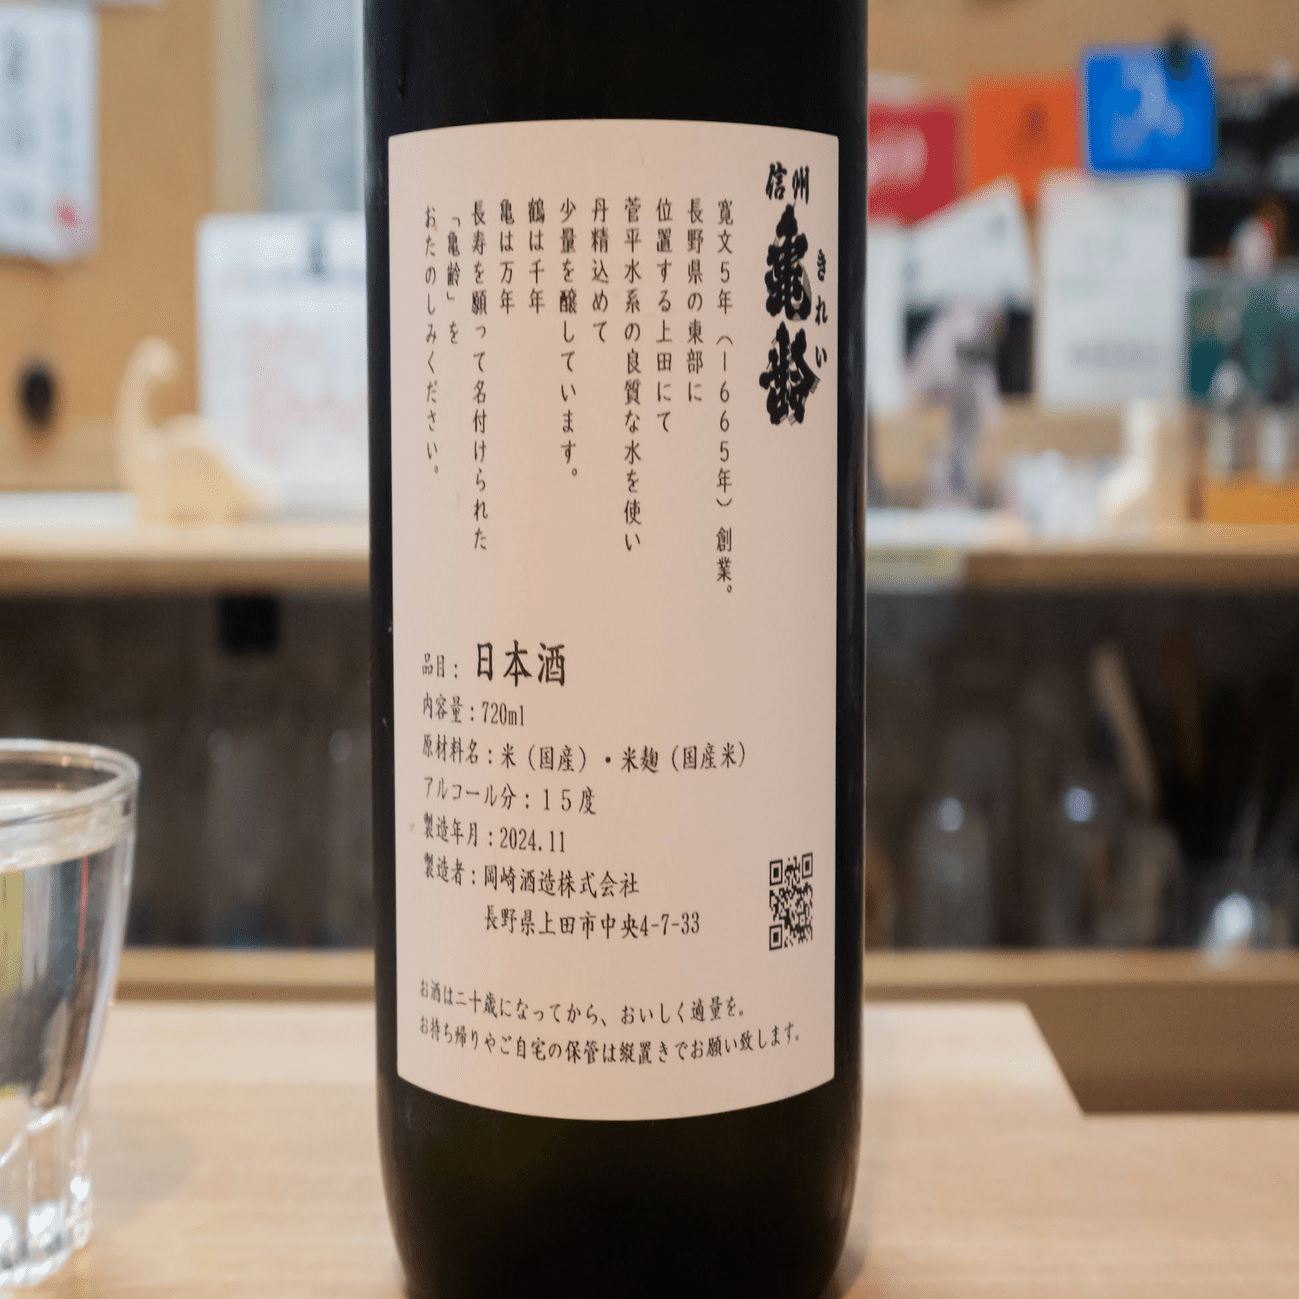 信州
亀齢
きれい
寛文5年（1665年）創業。
長野県の東部に
位置する上田にて
菅平水系の良質な水を使い
丹精込めて
少量を醸しています。
鶴は千年
亀は万年
長寿を願って名付けられた
「亀齢」を
おたのしみください。
品目：日本酒
内容量：720ml
原材料名：米（国産）・米麹（国産米）
アルコール分：15度
製造年月：2024.11
製造者：岡崎酒造株式会社
長野県上田市中央4-7-33
お酒は二十歳になってから、おいしく適量を。
お持ち帰りやご自宅の保管は縦置きでお願い致します。